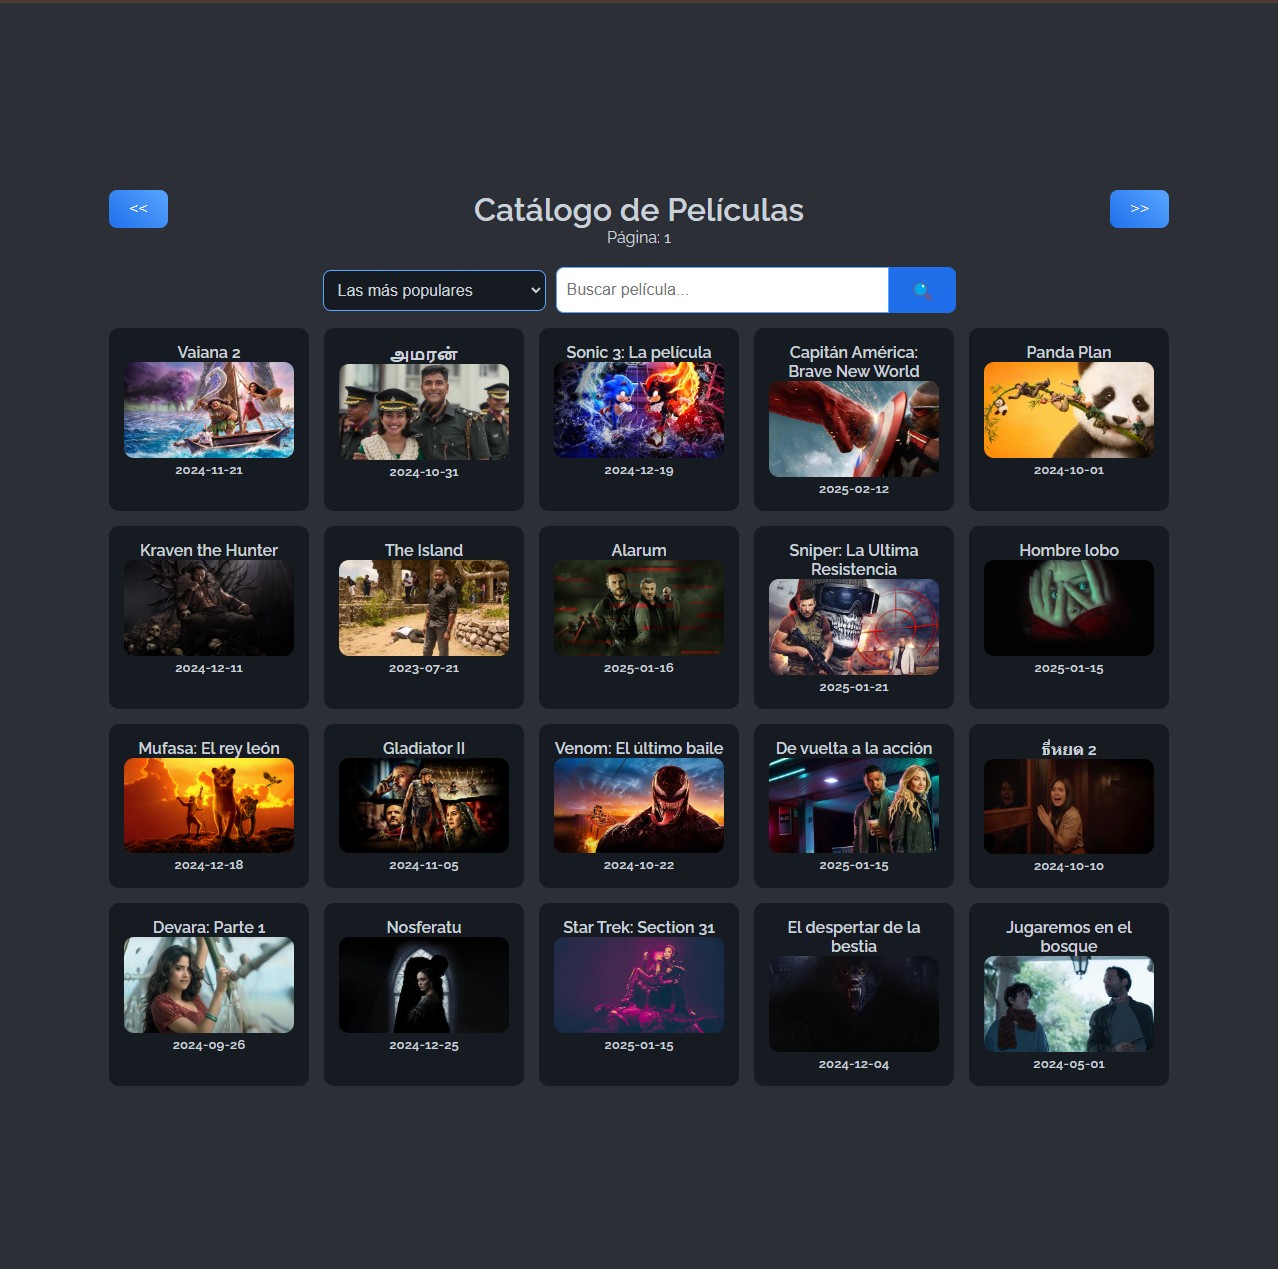 <<
Catálogo de Películas
>>
Página: 1
Las más populares
Buscar película...
Vaiana 2
2024-11-21
அமரன்
2024-10-31
Sonic 3: La película
2024-12-19
Capitán América:
Brave New World
2025-02-12
Panda Plan
2024-10-01
Kraven the Hunter
2024-12-11
The Island
2023-07-21
Alarum
2025-01-16
Sniper: La Ultima
Resistencia
2025-01-21
Hombre lobo
2025-01-15
Mufasa: El rey león
2024-12-18
Gladiator II
2024-11-05
Venom: El último baile
2024-10-22
De vuelta a la acción
2025-01-15
ธี่หยด 2
2024-10-10
Devara: Parte 1
2024-09-26
Nosferatu
2024-12-25
Star Trek: Section 31
2025-01-15
El despertar de la
bestia
2024-12-04
Jugaremos en el
bosque
2024-05-01